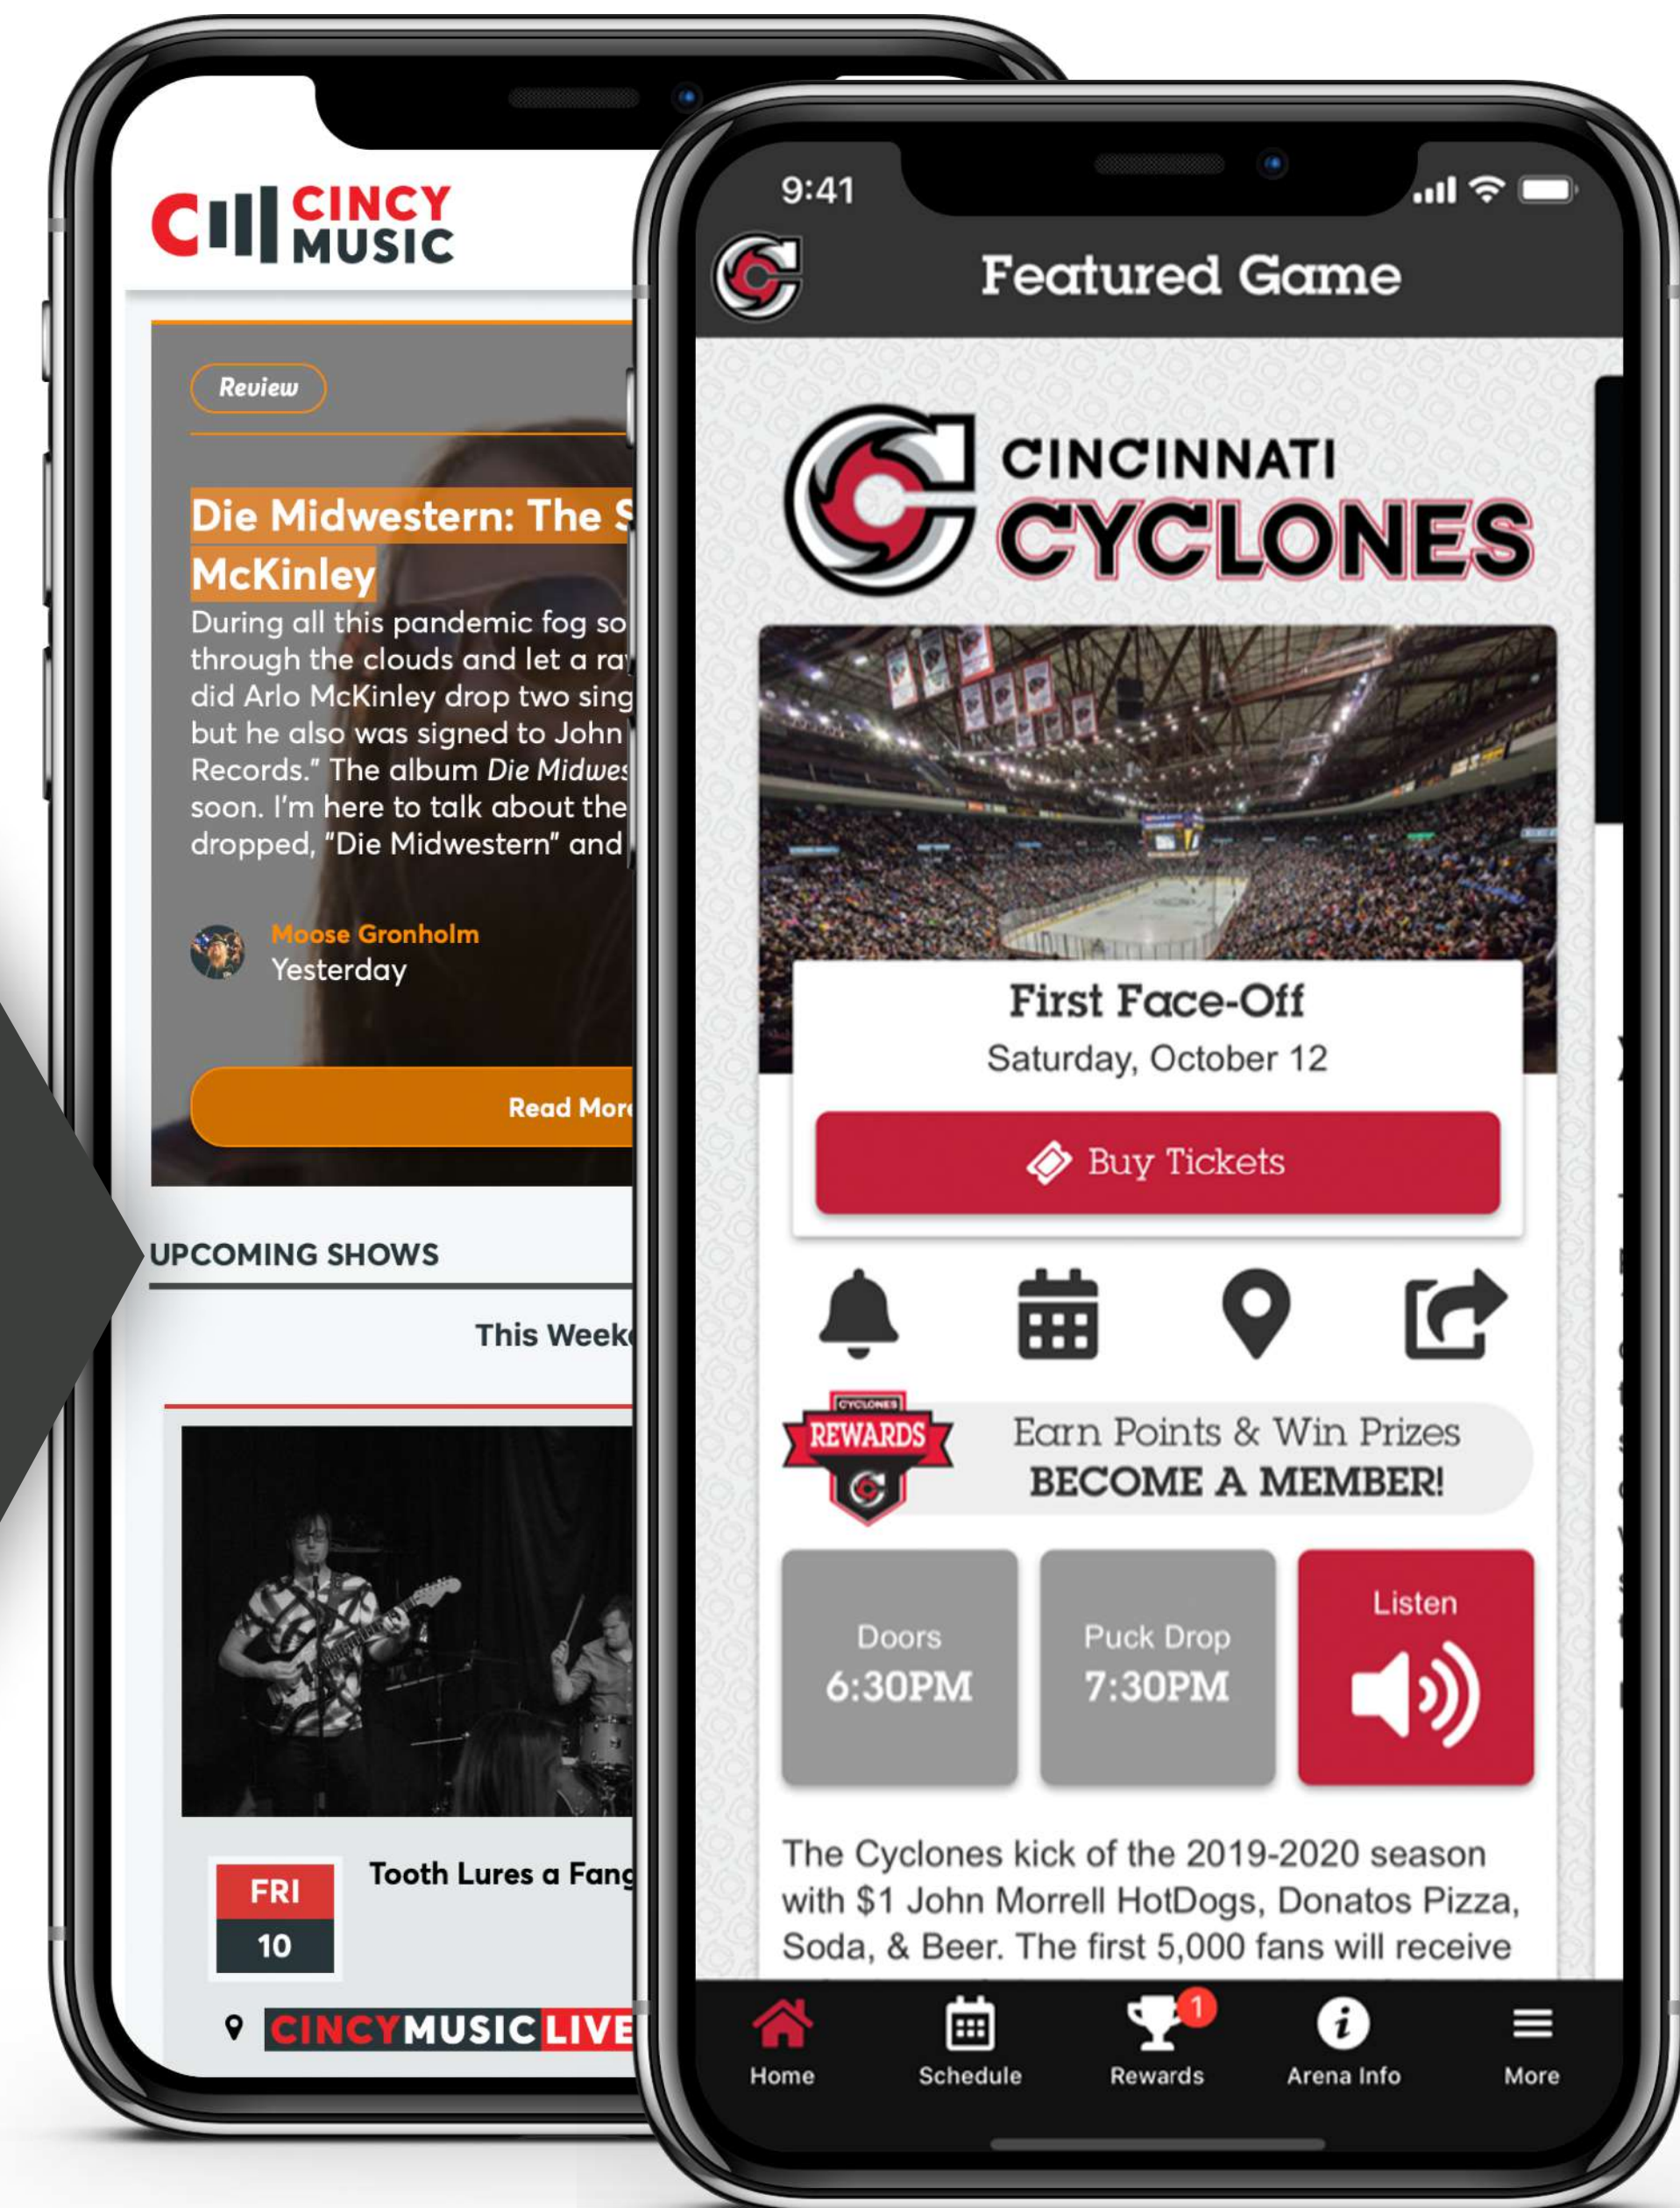 CINCY
MUSIC
Review
Die Midwestern: The S
McKinley
During all this pandemic fog so
through the clouds and let a ra
did Arlo McKinley drop two sing
but he also was signed to John
Records." The album Die Midwes
soon. I'm here to talk about the
dropped, "Die Midwestern" and
Moose Gronholm
Yesterday
Read More
UPCOMING SHOWS
This Weeke
FRI
10
Tooth Lures a Fang
CINCYMUSIC LIVE
9:41
Featured Game
CINCINNATI
CYCLONES
First Face-Off
Saturday, October 12
Buy Tickets
CYCLONES
REWARDS
Earn Points & Win Prizes
BECOME A MEMBER!
Doors
6:30PM
Puck Drop
7:30PM
Listen
The Cyclones kick of the 2019-2020 season
with $1 John Morrell HotDogs, Donatos Pizza,
Soda, & Beer. The first 5,000 fans will receive
1
Home
Schedule
Rewards
Arena Info
More